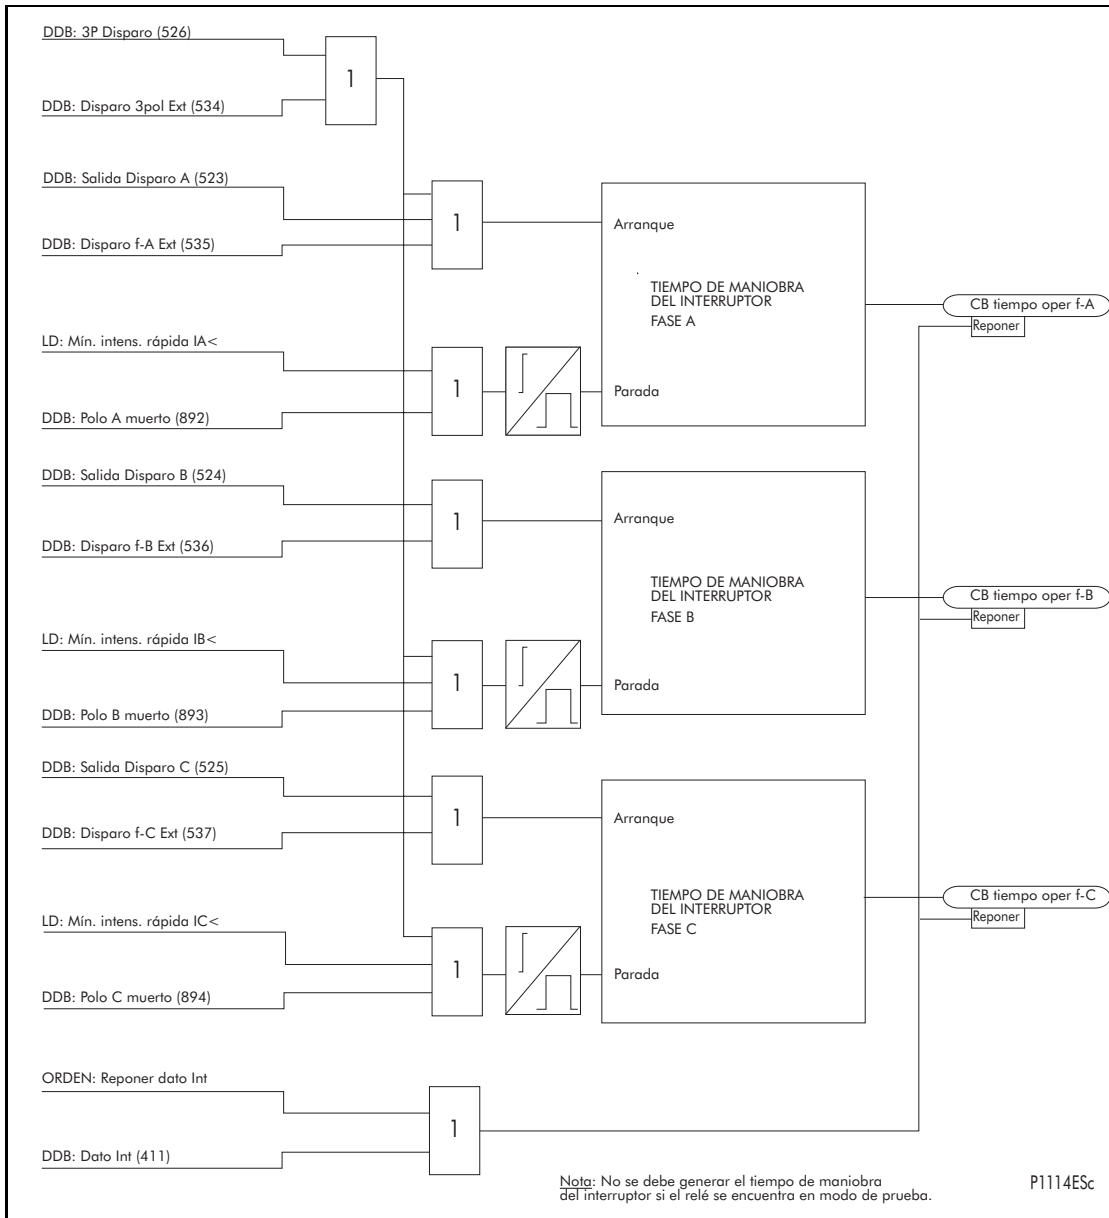 DDB: 3P Disparo (526)
1
DDB: Disparo 3pol Ext (534)
DDB: Salida Disparo A (523)
1
Arranque
DDB: Disparo f-A Ext (535)
TIEMPO DE MANIOBRA
DEL INTERRUPTOR
FASE A
CB tiempo oper f-A
Reponer
LD: Mín. intens. rápida IA<
1
Parada
DDB: Polo A muerto (892)
DDB: Salida Disparo B (524)
1
Arranque
DDB: Disparo f-B Ext (536)
TIEMPO DE MANIOBRA
DEL INTERRUPTOR
FASE B
CB tiempo oper f-B
Reponer
LD: Mín. intens. rápida IB<
1
Parada
DDB: Polo B muerto (893)
DDB: Salida Disparo C (525)
1
Arranque
DDB: Disparo f-C Ext (537)
TIEMPO DE MANIOBRA
DEL INTERRUPTOR
FASE C
CB tiempo oper f-C
Reponer
LD: Mín. intens. rápida IC<
1
Parada
DDB: Polo C muerto (894)
ORDEN: Reponer dato Int
1
DDB: Dato Int (411)
Nota: No se debe generar el tiempo de maniobra
del interruptor si el relé se encuentra en modo de prueba.
P1114ESc